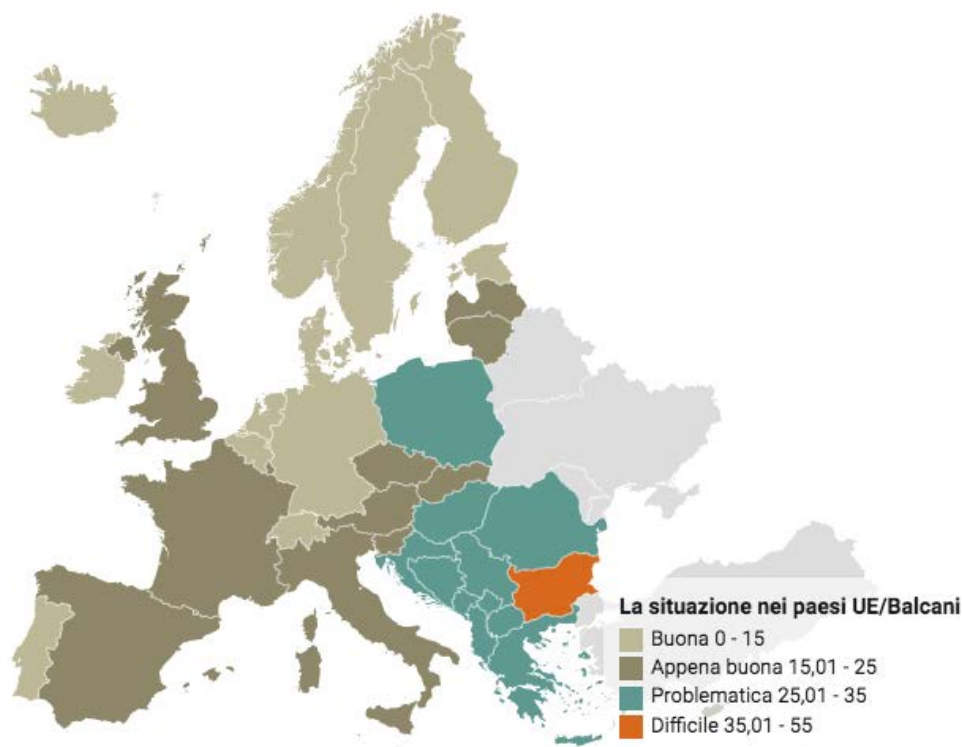 La situazione nei paesi UE/Balcani
Buona 0 - 15
Appena buona 15,01 - 25
Problematica 25,01 - 35
Difficile 35,01 - 55